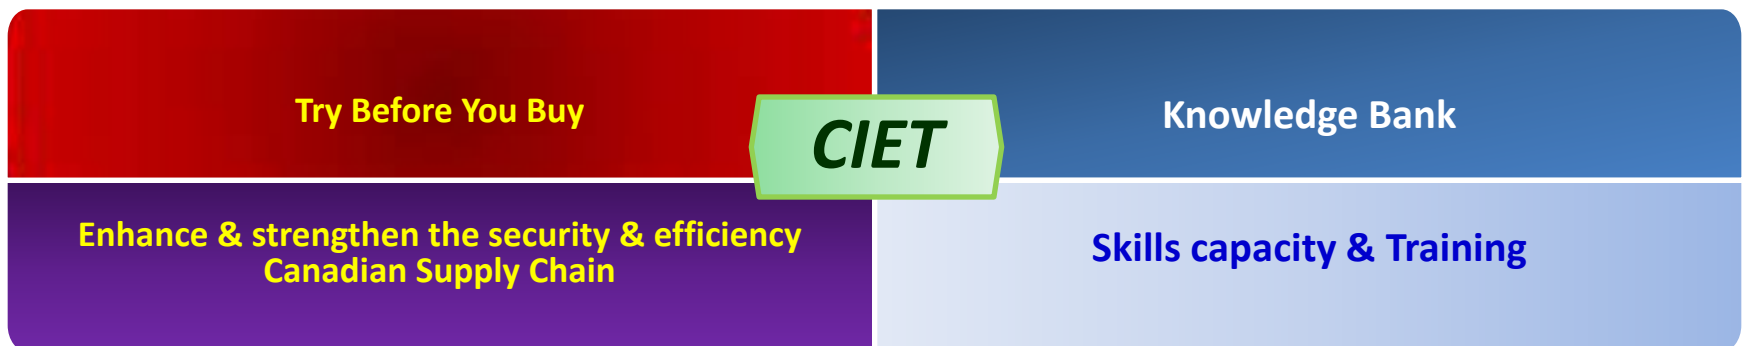 Try Before You Buy
Knowledge Bank
CIET
Enhance & strengthen the security & efficiency
Canadian Supply Chain
Skills capacity & Training